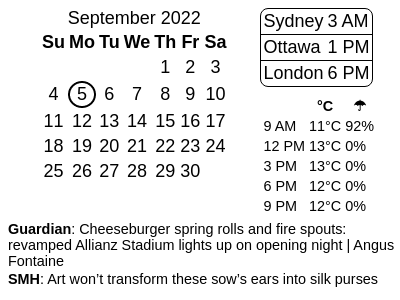 September 2022
Su Mo Tu We Th Fr Sa
1 2 3
4 5 6 7 8 9 10
11 12 13 14 15 16 17
18 19 20 21 22 23 24
25 26 27 28 29 30
Sydney 3 AM
Ottawa 1 PM
London 6 PM
°C ☂
9 AM 11°C 92%
12 PM 13°C 0%
3 PM 13°C 0%
6 PM 12°C 0%
9 PM 12°C 0%
Guardian: Cheeseburger spring rolls and fire spouts:
revamped Allianz Stadium lights up on opening night | Angus
Fontaine
SMH: Art won’t transform these sow’s ears into silk purses